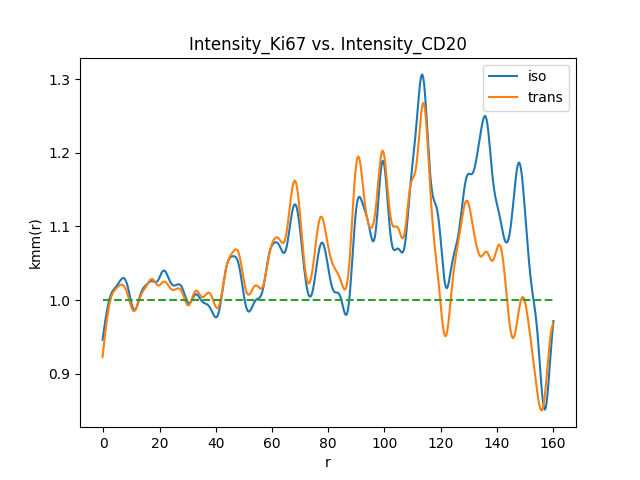 Intensity_Ki67 vs. Intensity_CD20
iso
trans
kmm(r)
1.3
1.2
1.1
1.0
0.9
0 20 40 60 80 100 120 140 160
r